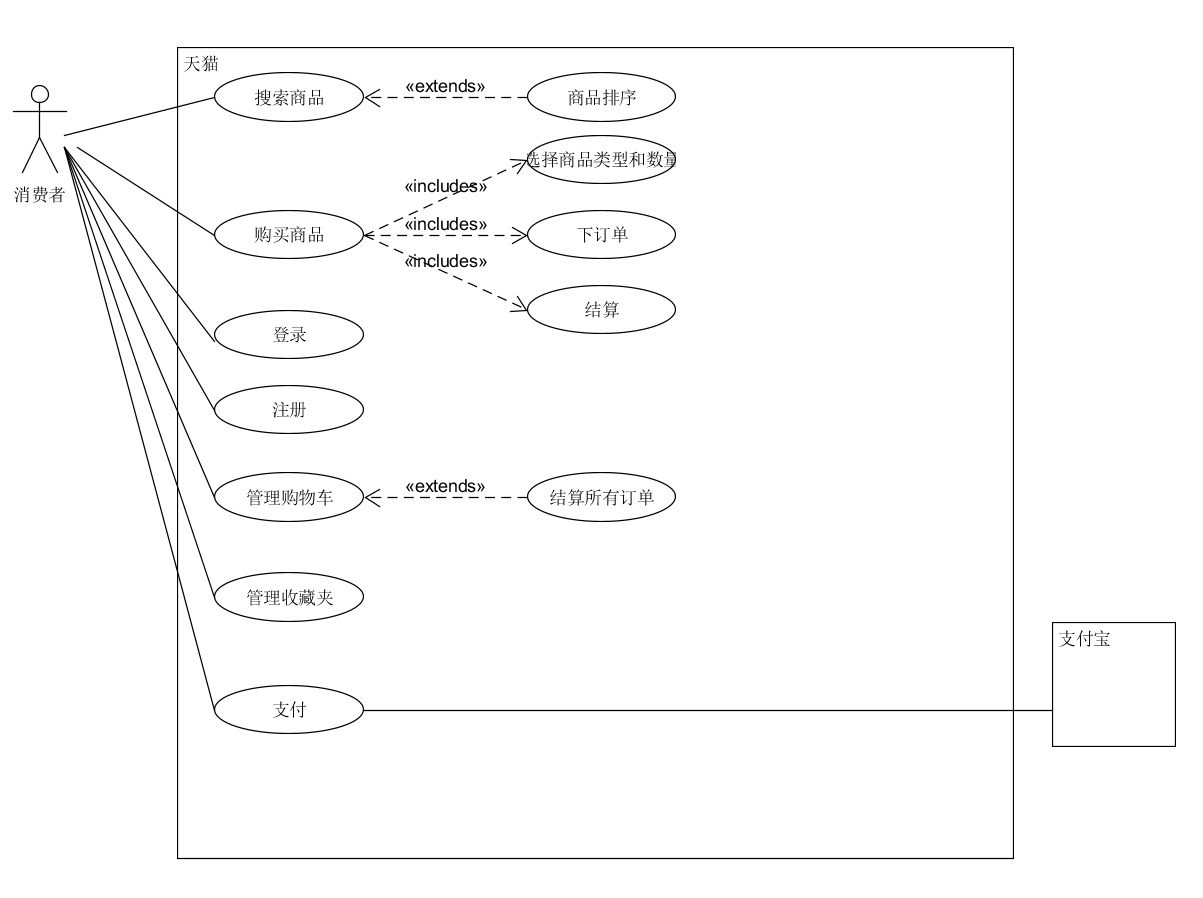 天猫
搜索商品
«extends»
商品排序
消费者
选择商品类型和数量
«includes»
购买商品
«includes»
下订单
«includes»
结算
登录
注册
管理购物车
«extends»
结算所有订单
管理收藏夹
支付宝
支付